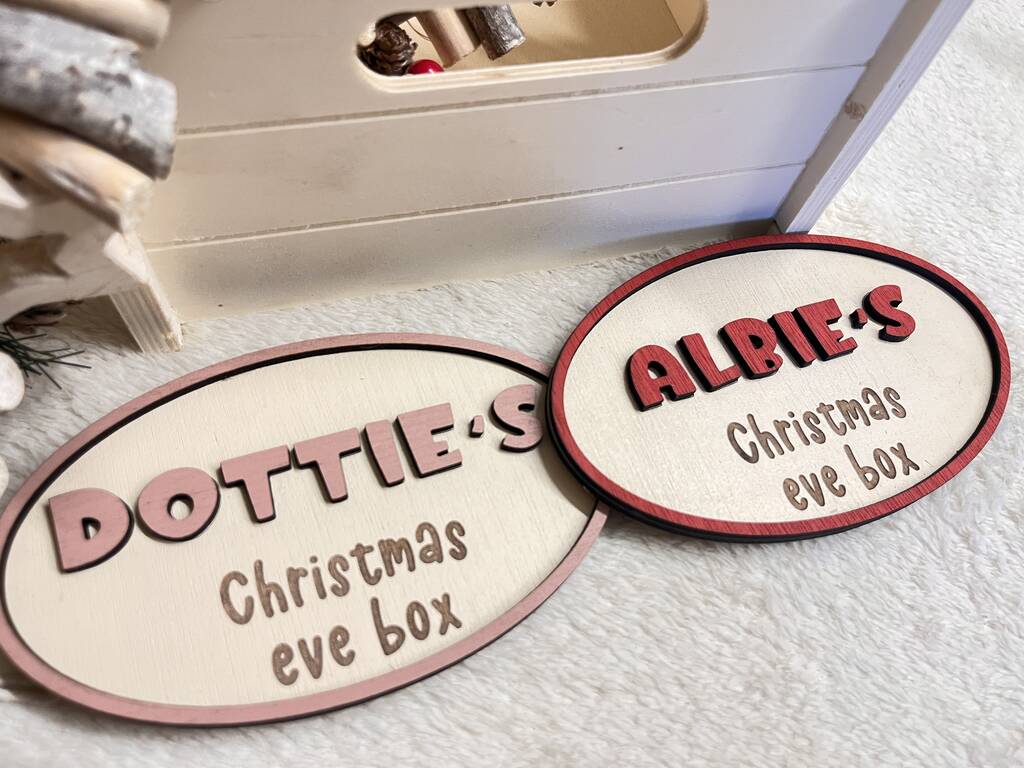 DOTTIE'S
Christmas
eve box
ALBIE'S
Christmas
eve box